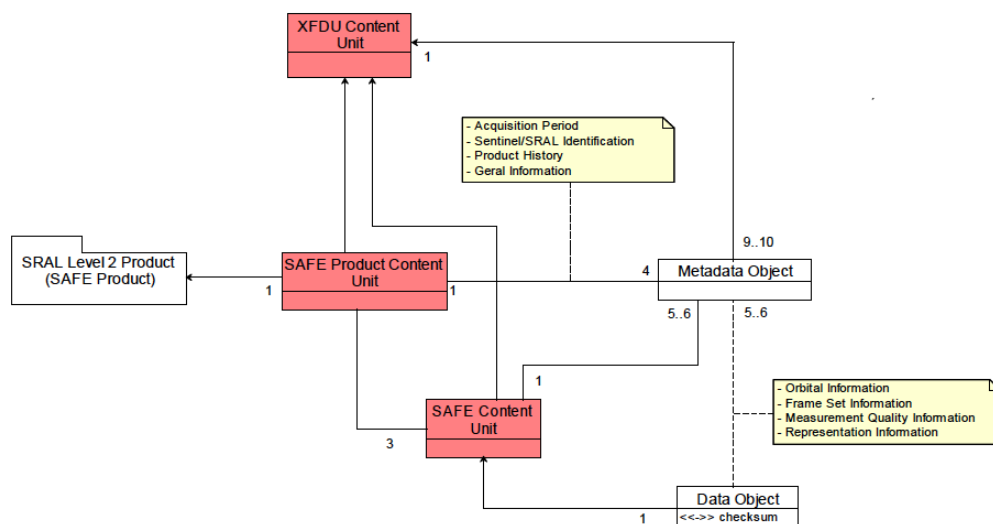 XFDU Content
Unit
1
- Acquisition Period
- Sentinel/SRAL Identification
- Product History
- Geral Information
9..10
SRAL Level 2 Product
(SAFE Product)
SAFE Product Content
Unit
1
1
4
Metadata Object
5..6
5..6
1
- Orbital Information
- Frame Set Information
- Measurement Quality Information
- Representation Information
SAFE Content
Unit
3
Data Object
<<->> checksum
1